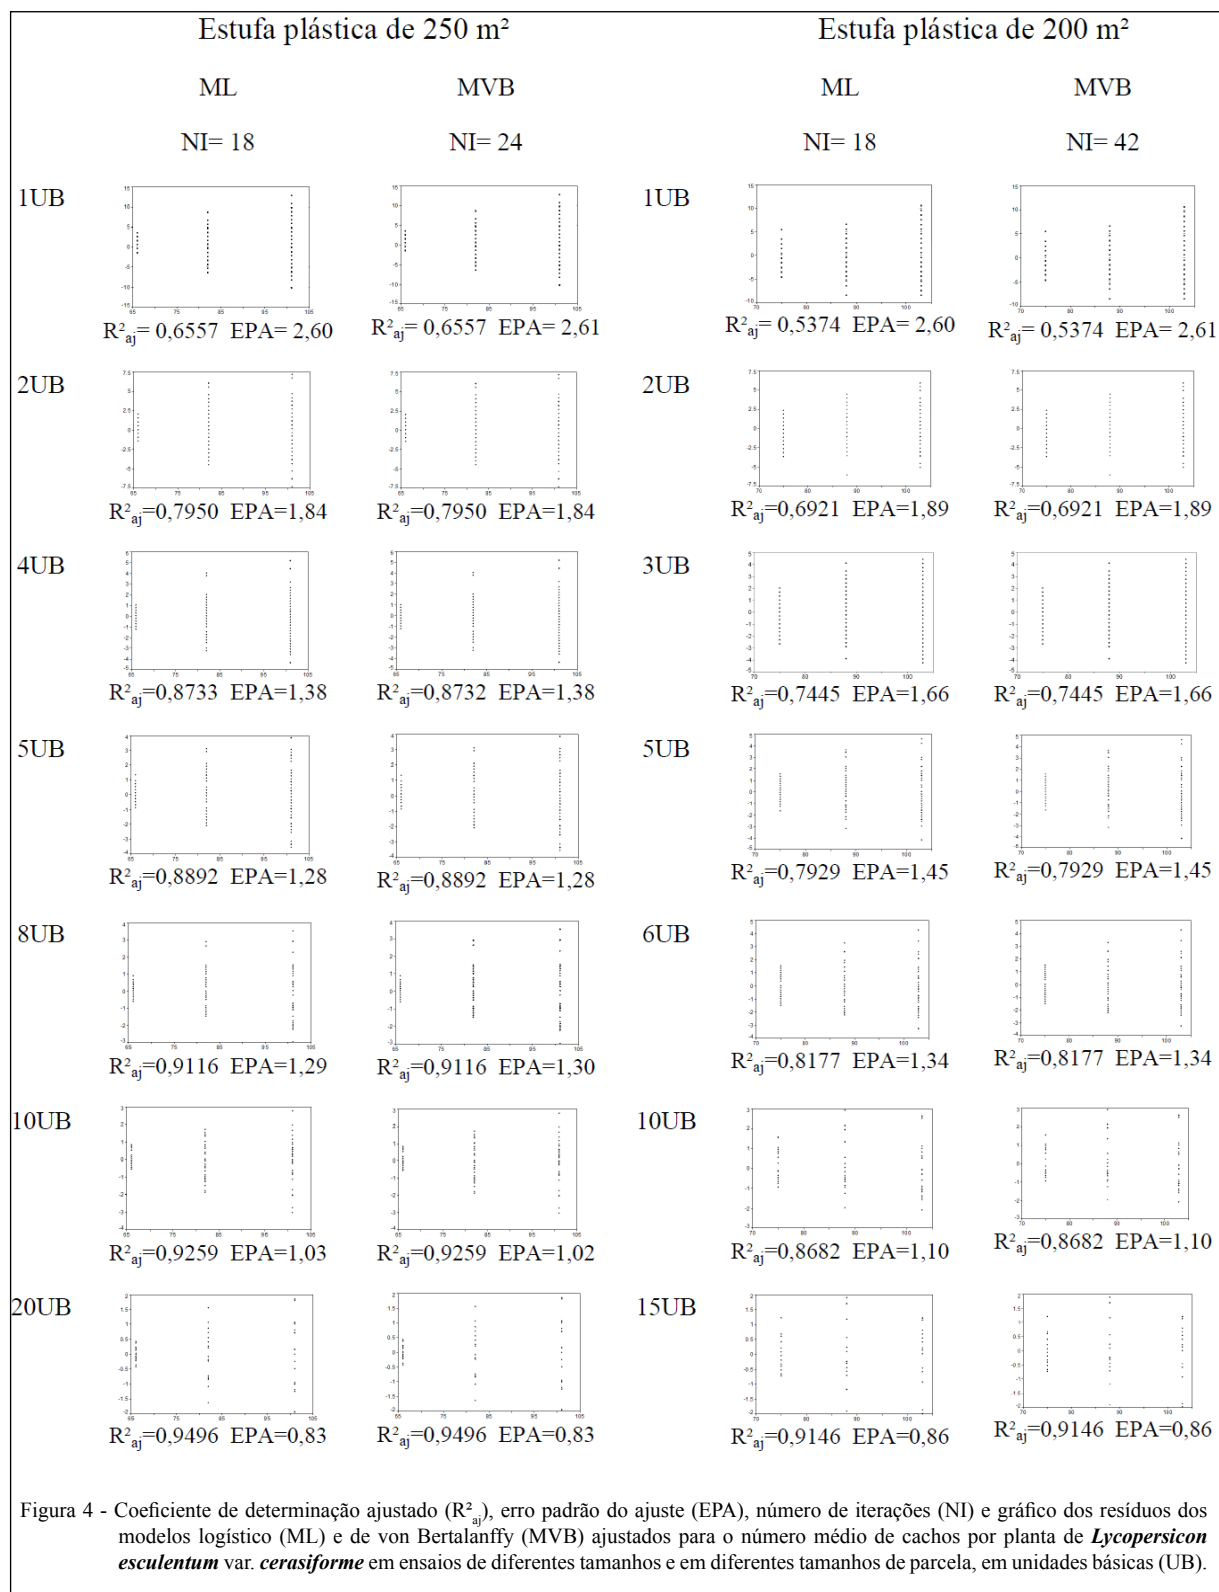 Estufa plástica de 250 m² Estufa plástica de 200 m²
ML MVB ML MVB
NI= 18 NI= 24 NI= 18 NI= 42
1UB 1UB
R²aj= 0,6557 EPA= 2,60 R²aj= 0,6557 EPA= 2,61 R²aj= 0,5374 EPA= 2,60 R²aj= 0,5374 EPA= 2,61
2UB 2UB
R²aj=0,7950 EPA=1,84 R²aj=0,7950 EPA=1,84 R²aj=0,6921 EPA=1,89 R²aj=0,6921 EPA=1,89
4UB 3UB
R²aj=0,8733 EPA=1,38 R²aj=0,8732 EPA=1,38 R²aj=0,7445 EPA=1,66 R²aj=0,7445 EPA=1,66
5UB 5UB
R²aj=0,8892 EPA=1,28 R²aj=0,8892 EPA=1,28 R²aj=0,7929 EPA=1,45 R²aj=0,7929 EPA=1,45
8UB 6UB
R²aj=0,9116 EPA=1,29 R²aj=0,9116 EPA=1,30 R²aj=0,8177 EPA=1,34 R²aj=0,8177 EPA=1,34
10UB 10UB
R²aj=0,9259 EPA=1,03 R²aj=0,9259 EPA=1,02 R²aj=0,8682 EPA=1,10 R²aj=0,8682 EPA=1,10
20UB 15UB
R²aj=0,9496 EPA=0,83 R²aj=0,9496 EPA=0,83 R²aj=0,9146 EPA=0,86 R²aj=0,9146 EPA=0,86
Figura 4 - Coeficiente de determinação ajustado (R²aj), erro padrão do ajuste (EPA), número de iterações (NI) e gráfico dos resíduos dos
modelos logístico (ML) e de von Bertalanffy (MVB) ajustados para o número médio de cachos por planta de Lycopersicon
esculentum var. cerasiforme em ensaios de diferentes tamanhos e em diferentes tamanhos de parcela, em unidades básicas (UB).